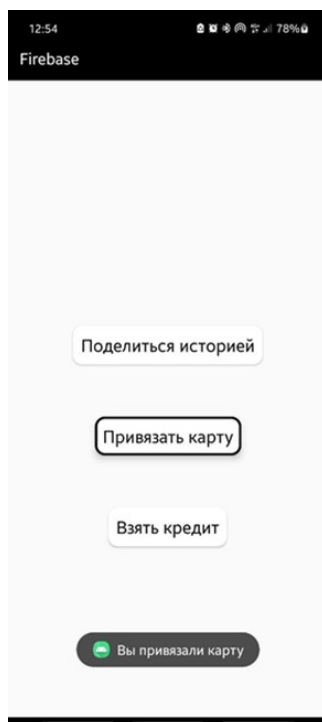 12:54 78%
Firebase
Поделиться историей
Привязать карту
Взять кредит
Вы привязали карту